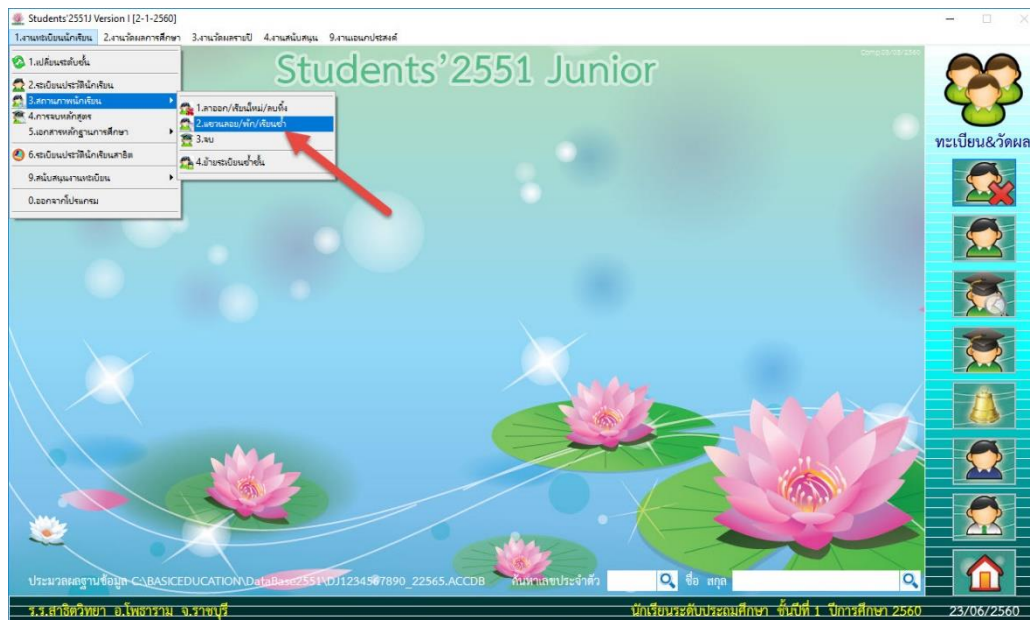 Students'2551J Version I [2-1-2560]
1.งานทะเบียนนักเรียน 2.งานวัดผลการศึกษา 3.งานวัดผลรายปี 4.งานสนับสนุน 9.งานเอนกประสงค์
1.เปลี่ยนระดับชั้น
2.ระเบียนประวัตินักเรียน
3.สถานภาพนักเรียน
4.การจบหลักสูตร
5.เอกสารหลักฐานการศึกษา
6.ระเบียนประวัตินักเรียนสาธิต
9.สนับสนุนงานทะเบียน
0.ออกจากโปรแกรม
1.ลาออก/เรียนใหม่/ลบทิ้ง
2.แขวนลอย/พัก/เรียนซ้ำ
3.จบ
4.ย้ายระเบียนซ้ำชั้น
Students'2551 Junior
ทะเบียน&วัดผล
ประมวลผลฐานข้อมูล C:\BASICEDUCATION\DataBase2551\DJ1234567890_22565.ACCDB ค้นหาเลขประจำตัว ชื่อ สกุล
ร.ร.สาธิตวิทยา อ.โพธาราม จ.ราชบุรี นักเรียนระดับประถมศึกษา ชั้นปีที่ 1 ปีการศึกษา 2560 23/06/2560